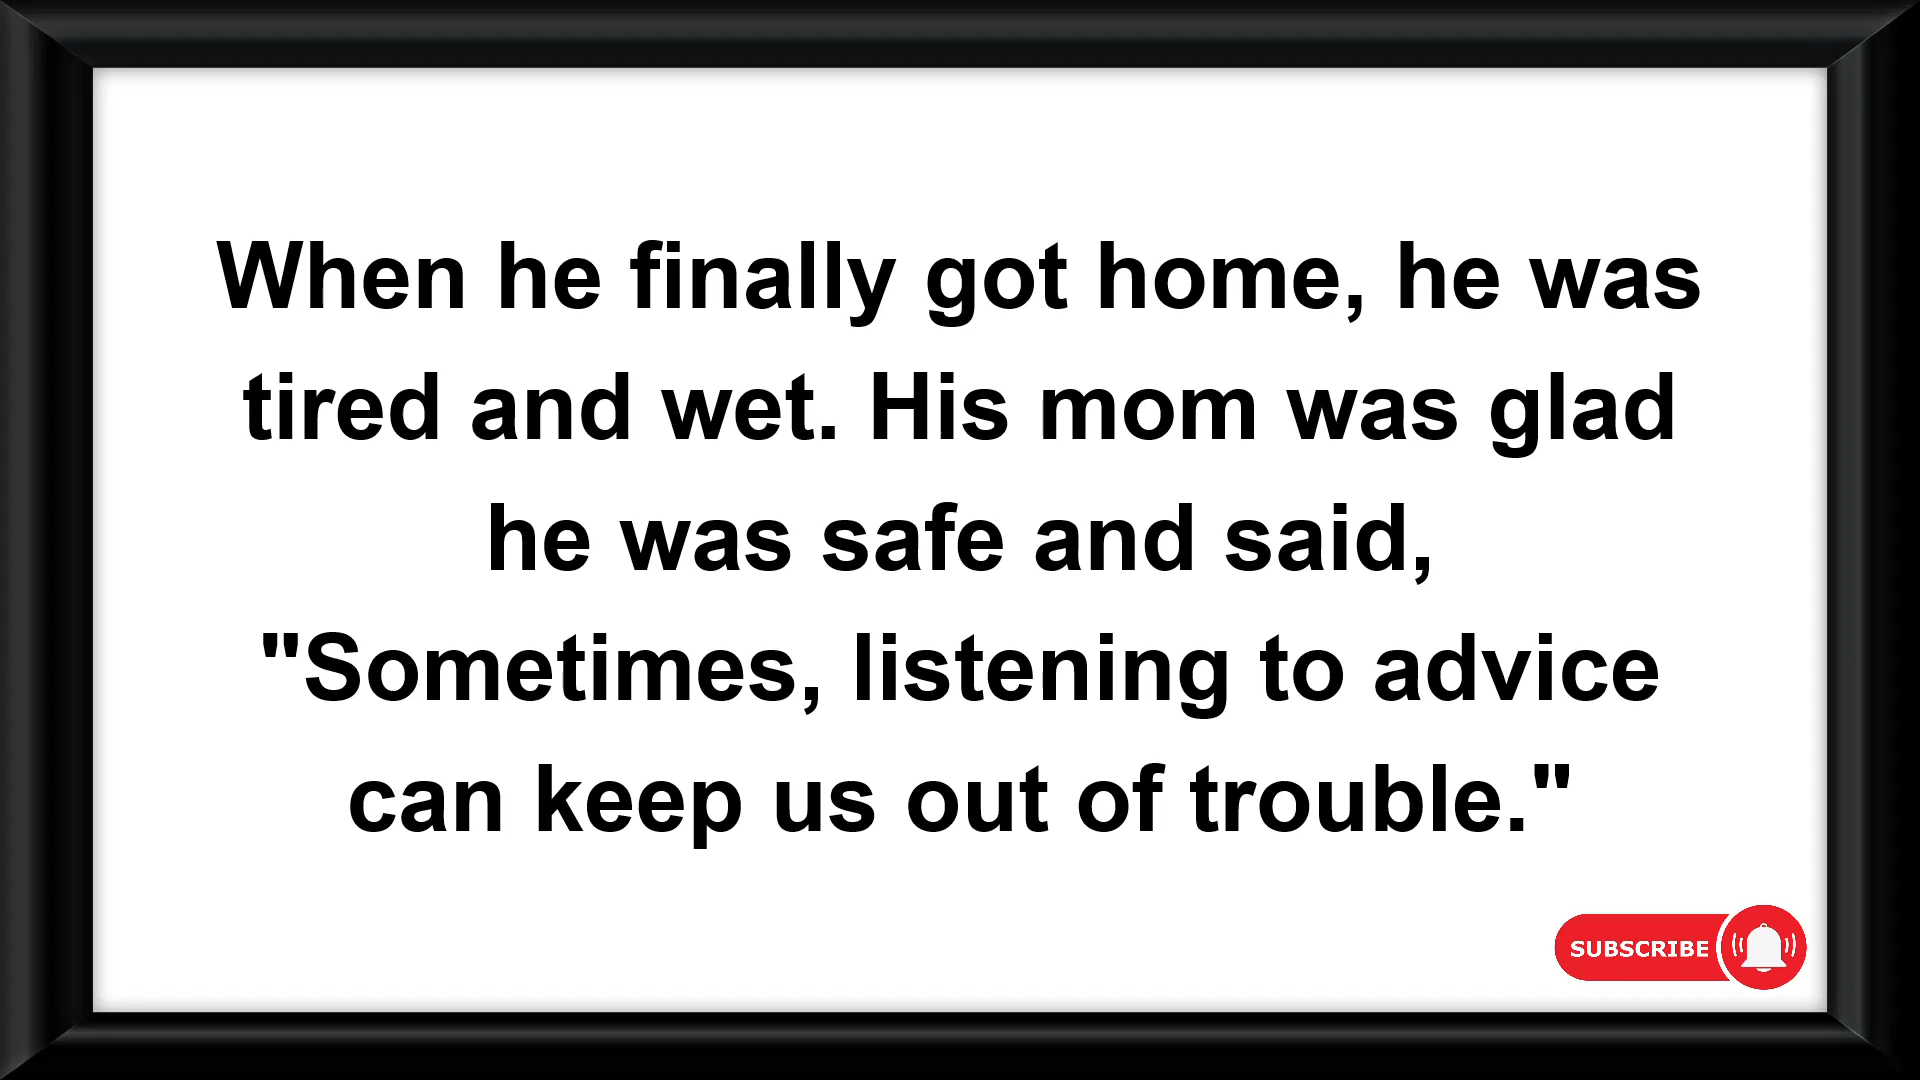 When he finally got home, he was
tired and wet. His mom was glad
he was safe and said,
"Sometimes, listening to advice
can keep us out of trouble."
SUBSCRIBE